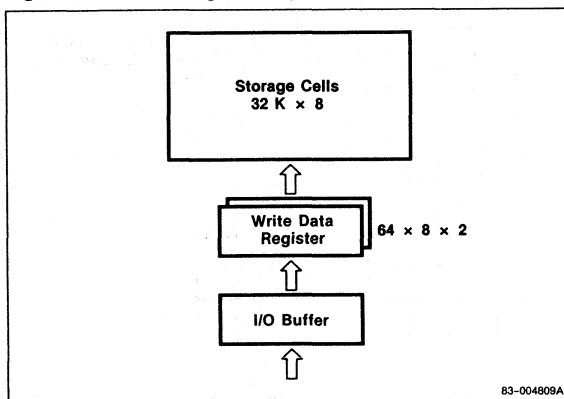 Storage Cells
32 K × 8
Write Data
Register
64 × 8 × 2
I/O Buffer
83-004809A